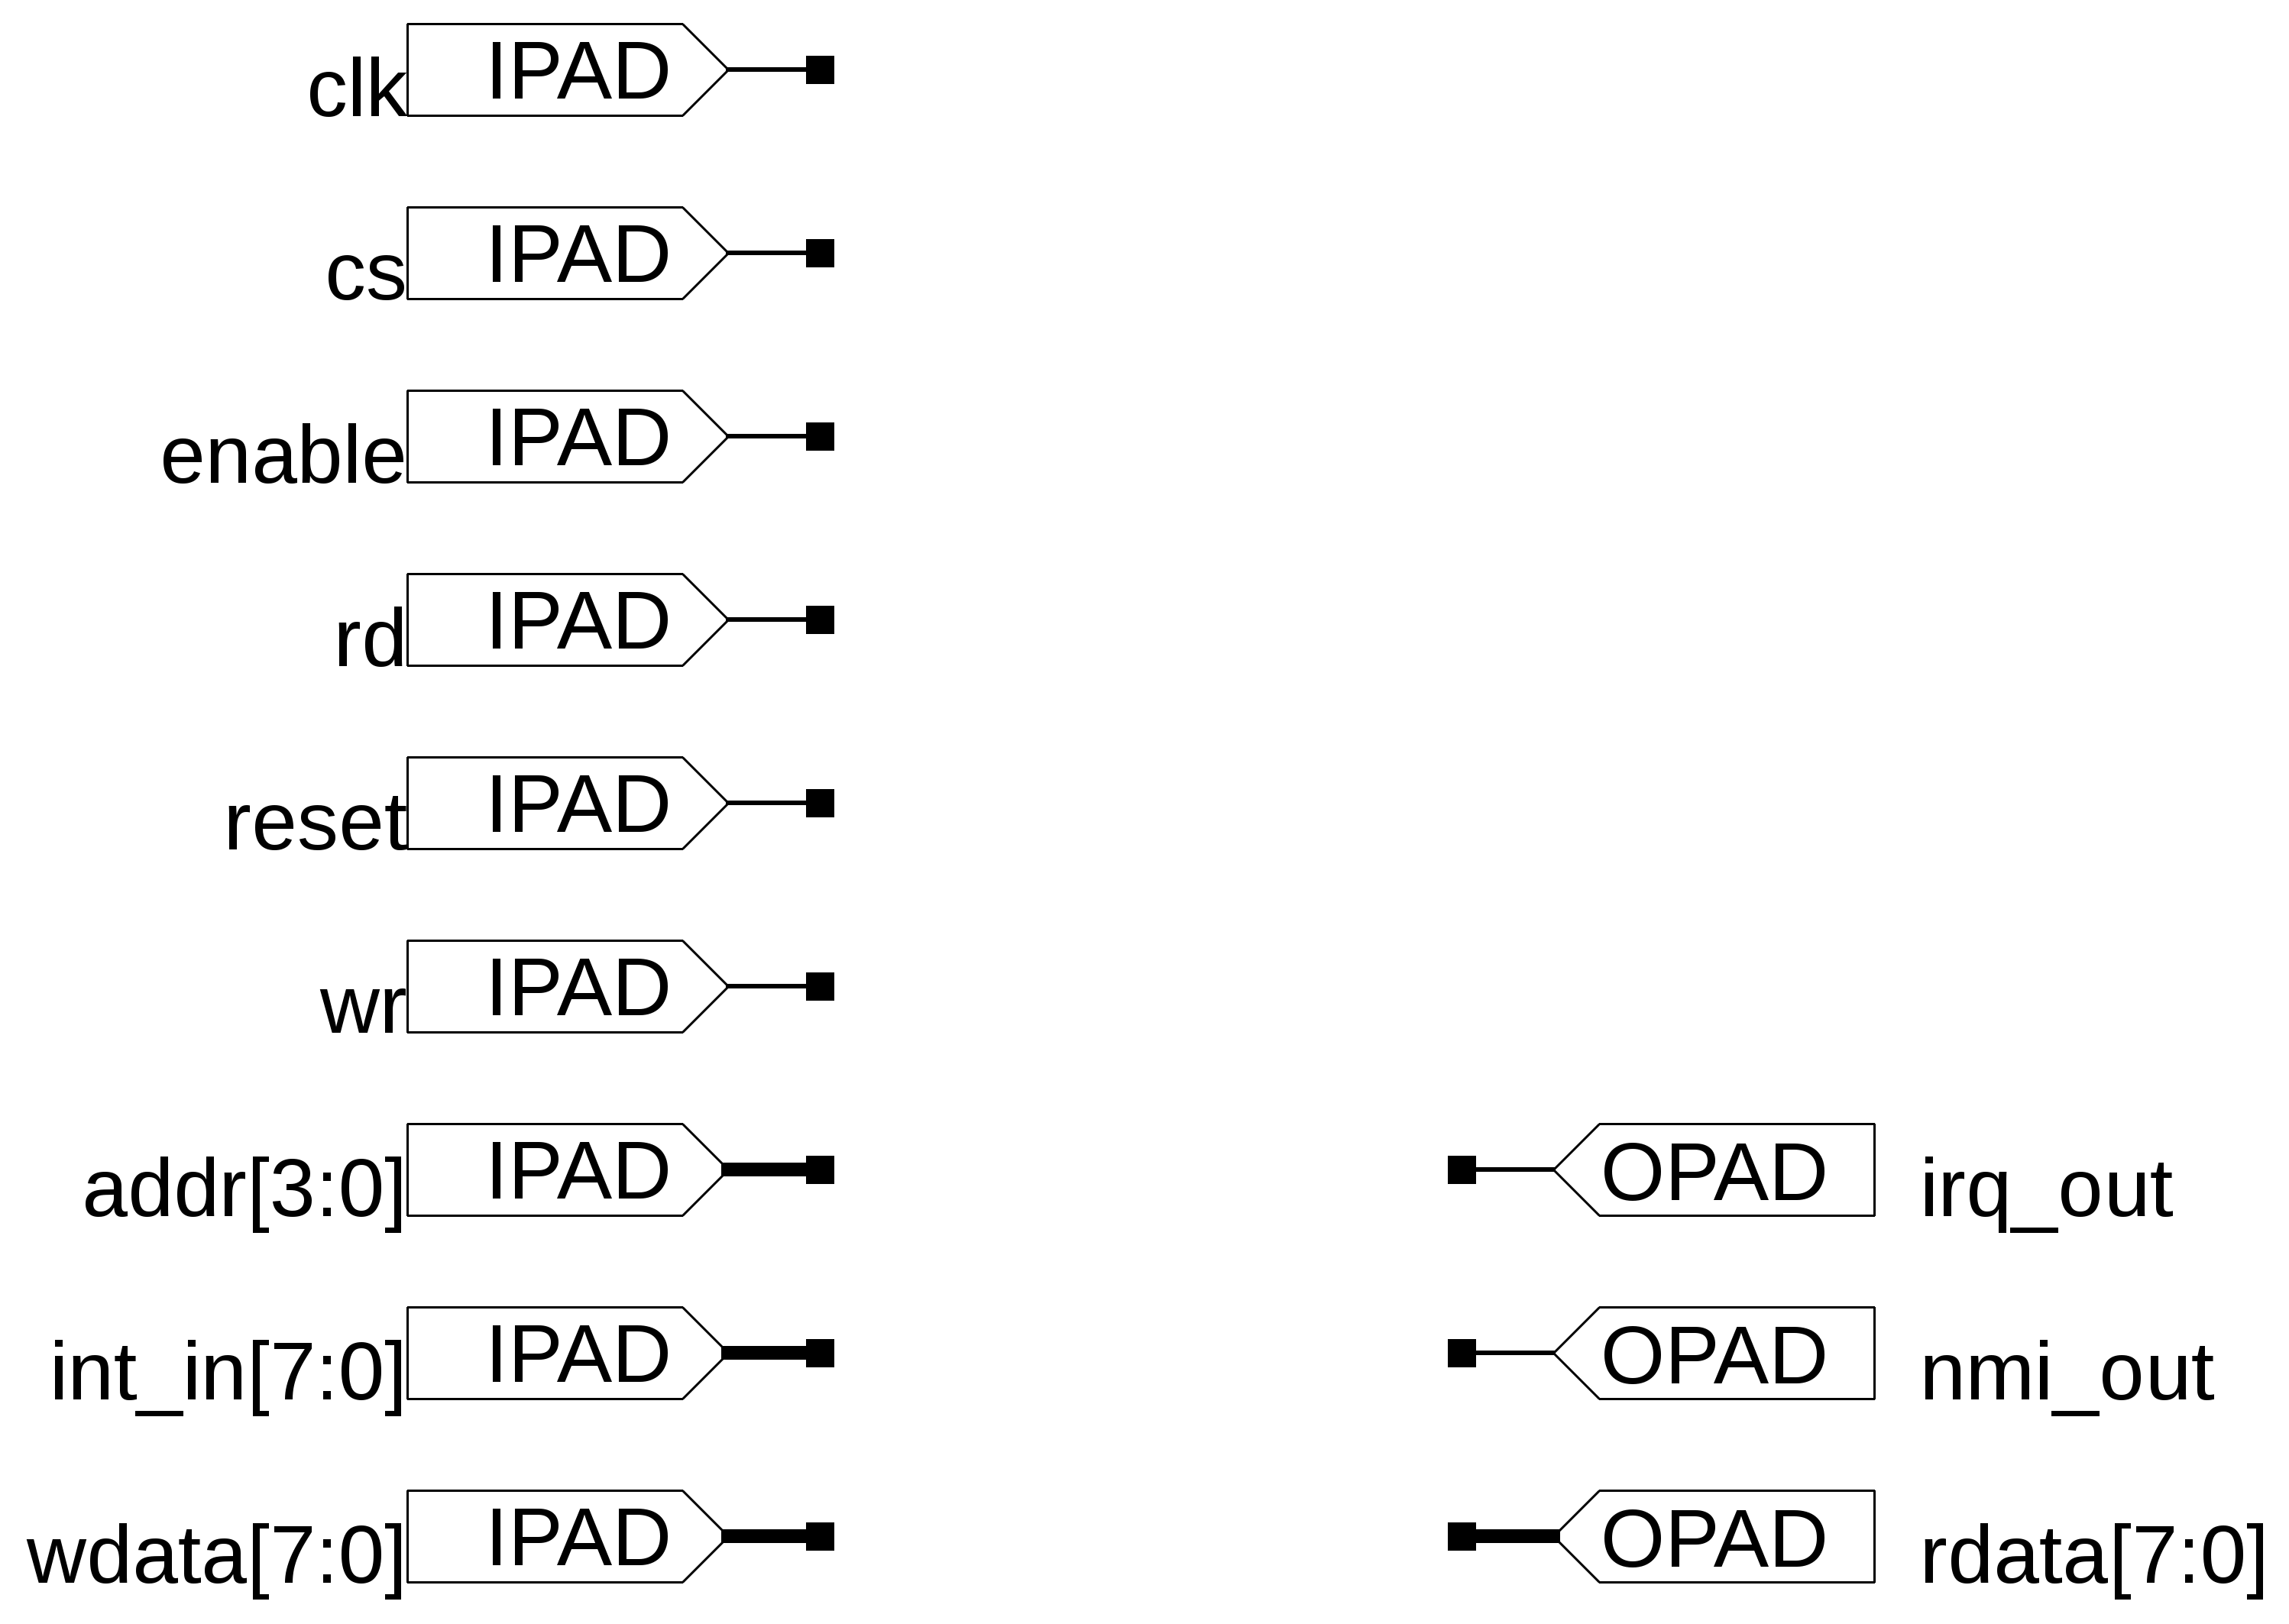 clk IPAD
cs IPAD
enable IPAD
rd IPAD
reset IPAD
wr IPAD
addr[3:0] IPAD OPAD irq_out
int_in[7:0] IPAD OPAD nmi_out
wdata[7:0] IPAD OPAD rdata[7:0]